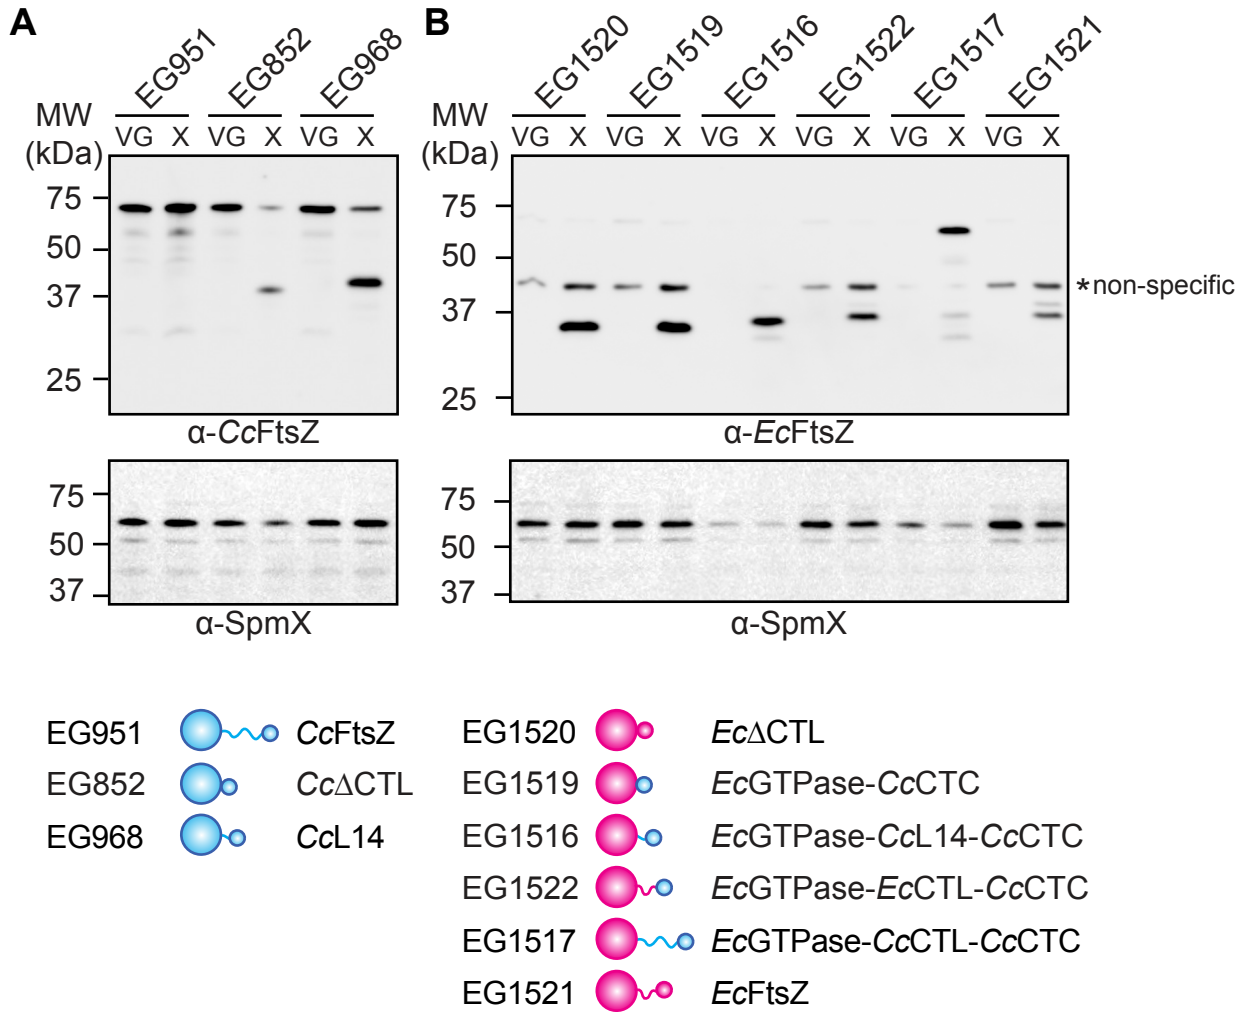 A
EG951 EG852 EG968
MW (kDa)
VG X VG X VG X
75
50
37
25
α-CcFtsZ
75
50
37
α-SpmX
B
EG1520 EG1519 EG1516 EG1522 EG1517 EG1521
MW (kDa)
VG X VG X VG X VG X VG X VG X
75
50
37
25
*non-specific
α-EcFtsZ
75
50
37
α-SpmX
EG951 CcFtsZ
EG852 CcΔCTL
EG968 CcL14
EG1520 EcΔCTL
EG1519 EcGTPase-CcCTC
EG1516 EcGTPase-CcL14-CcCTC
EG1522 EcGTPase-EcCTL-CcCTC
EG1517 EcGTPase-CcCTL-CcCTC
EG1521 EcFtsZ